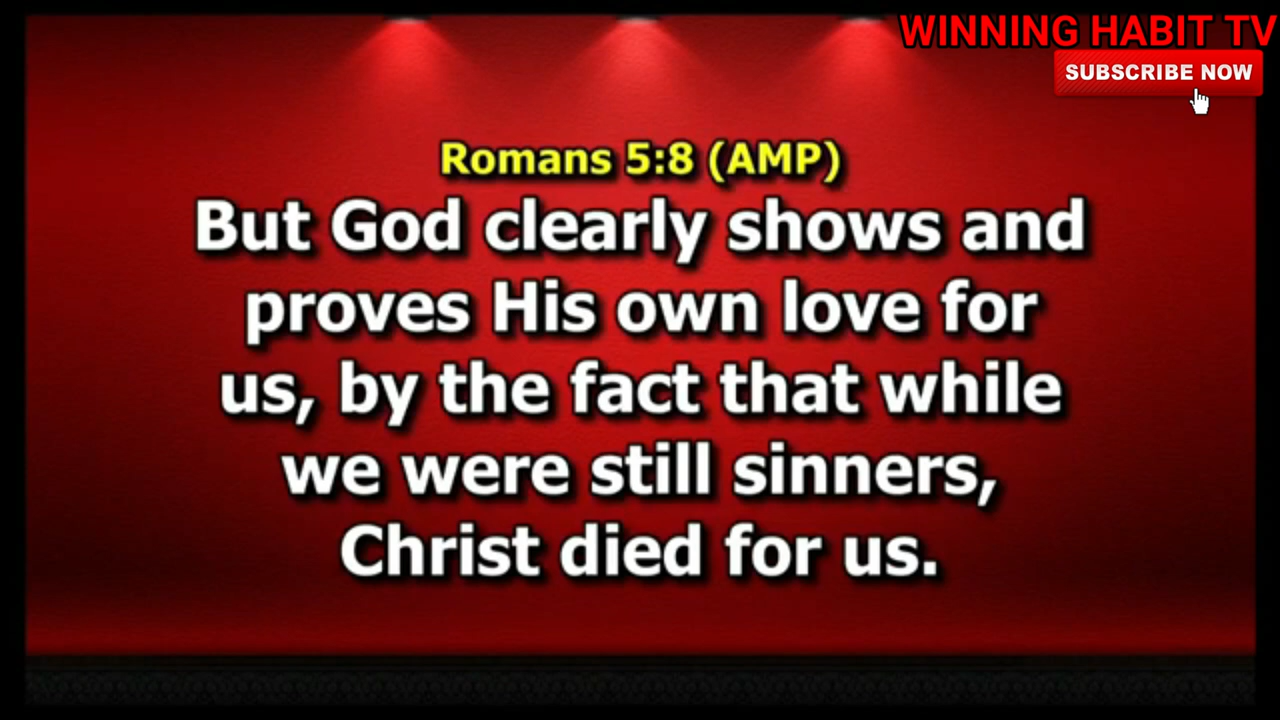 WINNING HABIT TV
SUBSCRIBE NOW
Romans 5:8 (AMP)
But God clearly shows and
proves His own love for
us, by the fact that while
we were still sinners,
Christ died for us.